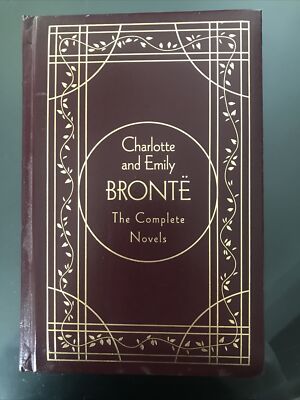 Charlotte
and Emily
BRONTË
The Complete
Novels